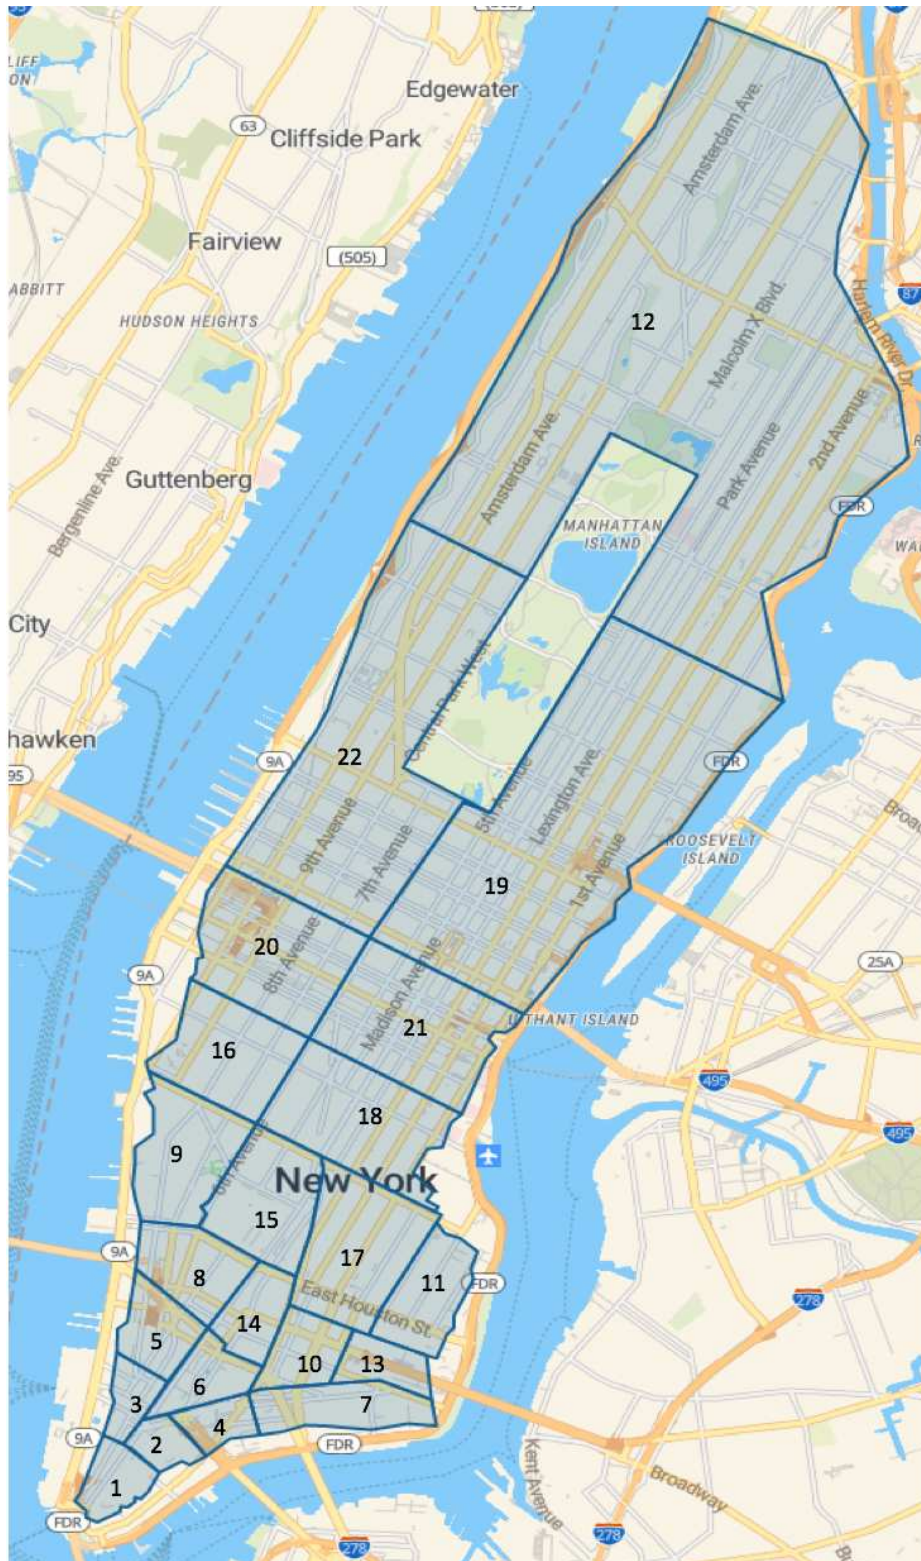 Edgewater
63
Cliffside Park
Amsterdam Ave.
Fairview
(505)
ABBITT
87
HUDSON HEIGHTS
12
Harlem River Dr
Malcolm X Blvd.
2nd Avenue
Amsterdam Ave.
Park Avenue
Guttenberg
Bergenline Ave.
FDR
MANHATTAN
ISLAND
City
Central Park West
hawken
95
9A
22
FDR
5th Avenue
Lexington Ave.
ROOSEVELT
ISLAND
9th Avenue
7th Avenue
19
1st Avenue
20
8th Avenue
Madison Avenue
25A
9A
21
U THANT ISLAND
16
495
18
495
9
6th Avenue
New York
15
17
9A
8
11
FDR
East Houston St.
278
14
5
10
13
6
3
7
4
9A
2
FDR
Kent Avenue
1
Broadway
FDR
278
278